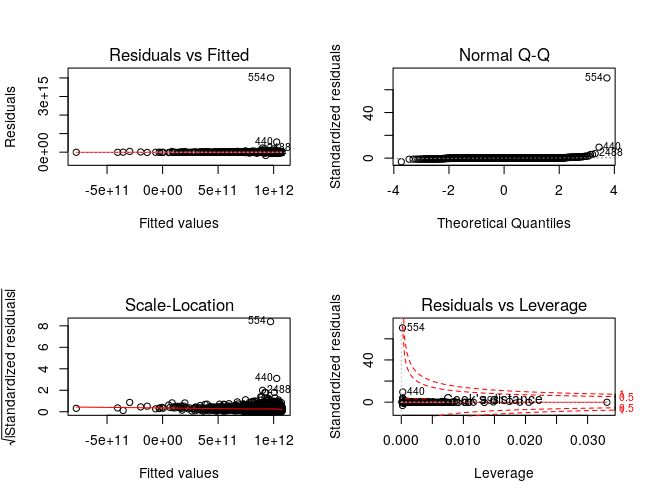 Residuals vs Fitted
Residuals
3e+15
0e+00
554
440
2488
-5e+11 0e+00 5e+11 1e+12
Fitted values
Normal Q-Q
Standardized residuals
40
0
554
440
2488
-4 -2 0 2 4
Theoretical Quantiles
Scale-Location
√|Standardized residuals|
8
6
4
2
0
554
440
2488
-5e+11 0e+00 5e+11 1e+12
Fitted values
Residuals vs Leverage
Standardized residuals
40
0
554
440
Cook's distance
1
0.5
0.5
1
0.000 0.010 0.020 0.030
Leverage